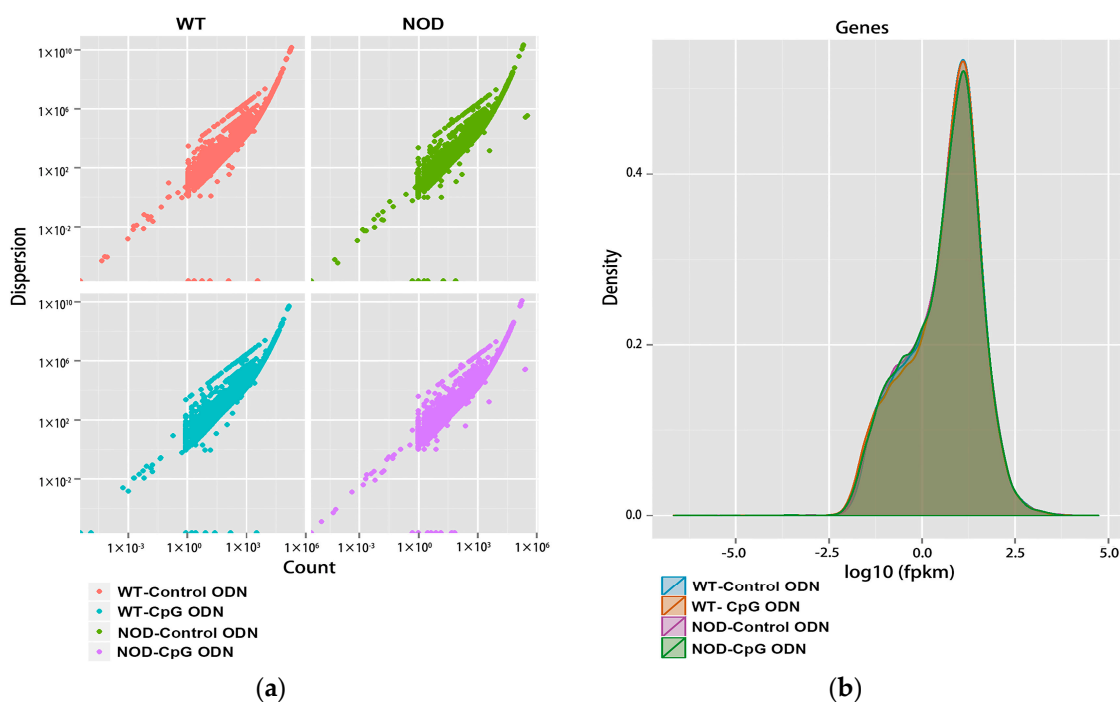 WT NOD
1×10^10
1×10^6
1×10^2
1×10^-2
1×10^10
1×10^6
1×10^2
1×10^-2
Dispersion
1×10^-3 1×10^0 1×10^3 1×10^6 1×10^-3 1×10^0 1×10^3 1×10^6
Count
WT-Control ODN
WT-CpG ODN
NOD-Control ODN
NOD-CpG ODN
(a)
Genes
0.4
0.2
0.0
Density
-5.0 -2.5 0.0 2.5 5.0
log10 (fpkm)
WT-Control ODN
WT- CpG ODN
NOD-Control ODN
NOD-CpG ODN
(b)